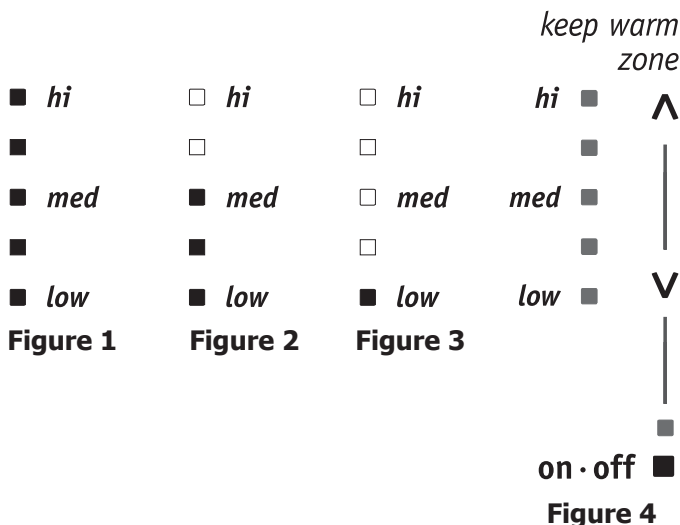 keep warm
zone
hi hi hi hi
med med med med
low low low low
Figure 1 Figure 2 Figure 3
on · off
Figure 4